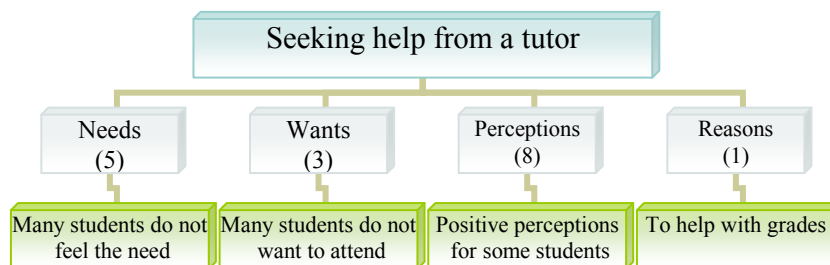 Seeking help from a tutor
Needs
(5)
Wants
(3)
Perceptions
(8)
Reasons
(1)
Many students do not
feel the need
Many students do not
want to attend
Positive perceptions
for some students
To help with grades